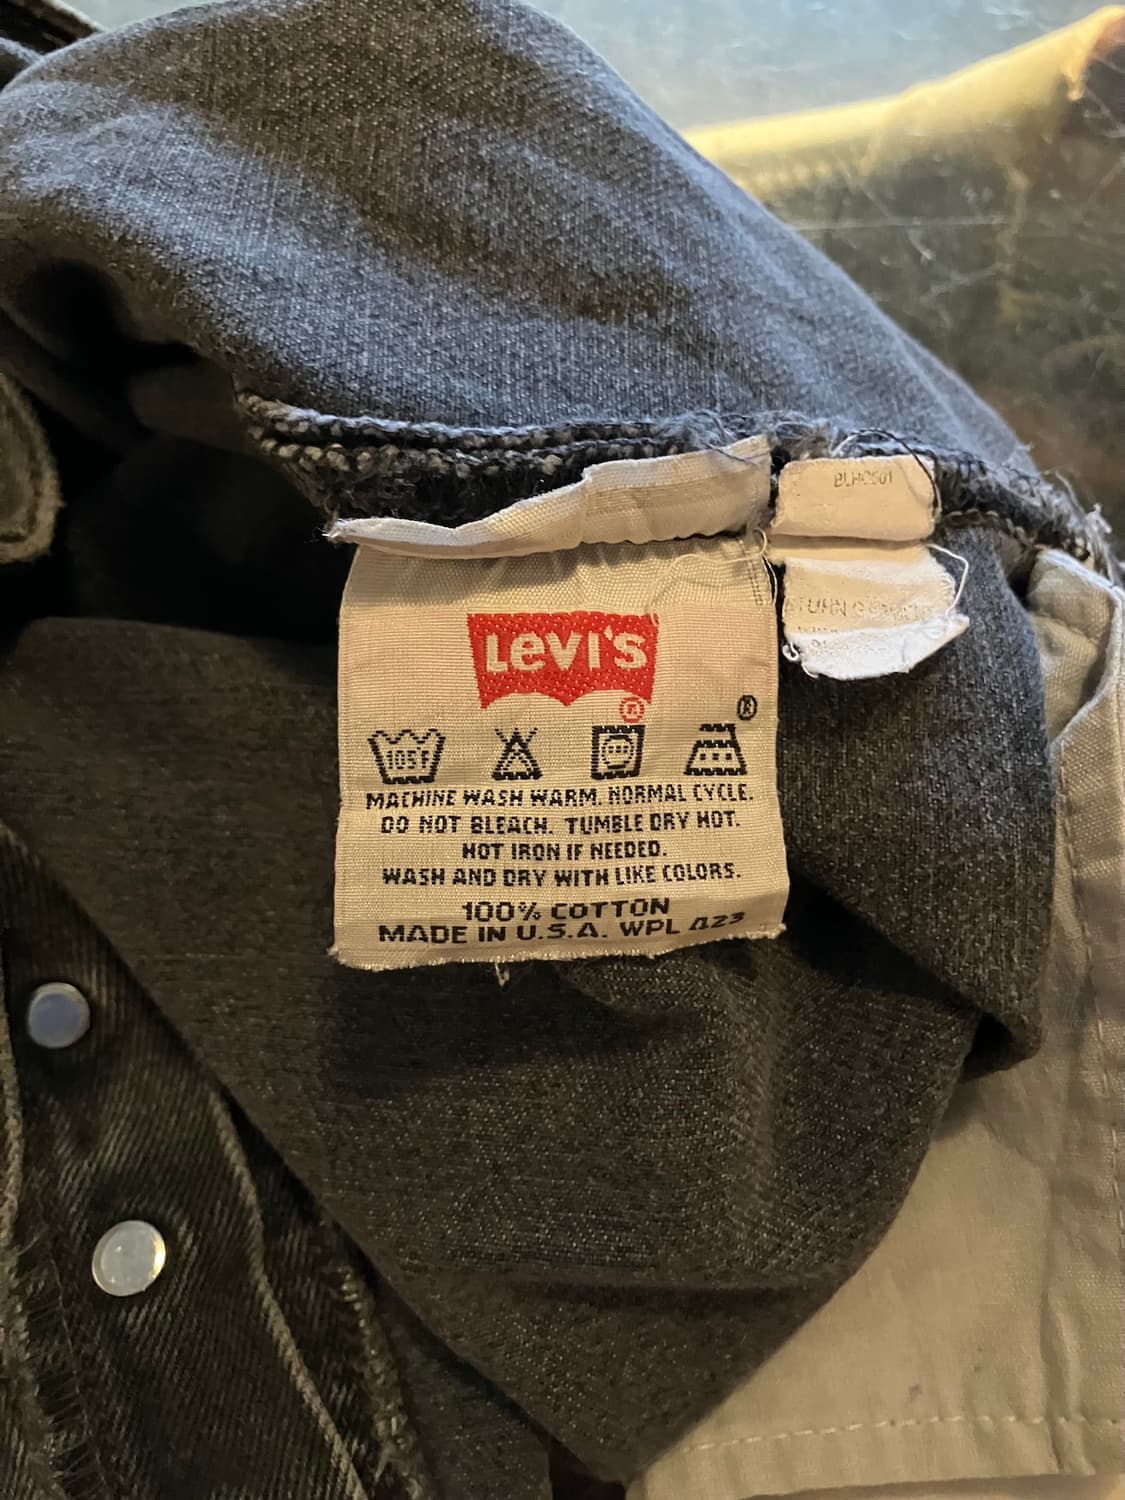 LEVI'S
®
®
105F
MACHINE WASH WARM. NORMAL CYCLE.
DO NOT BLEACH. TUMBLE DRY HOT.
HOT IRON IF NEEDED.
WASH AND DRY WITH LIKE COLORS.
100% COTTON
MADE IN U.S.A. WPL 423